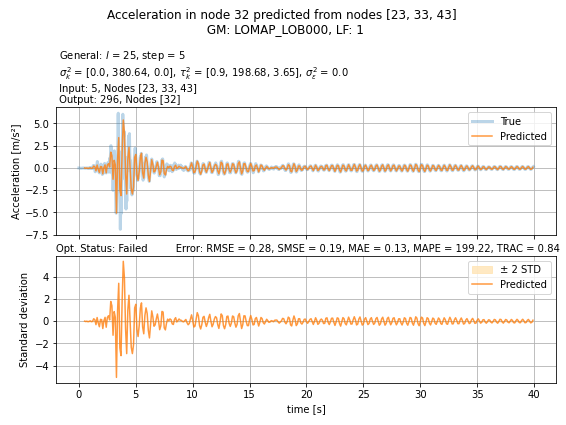 Acceleration in node 32 predicted from nodes [23, 33, 43]
GM: LOMAP_LOB000, LF: 1
General: l = 25, step = 5
σ²ₖ = [0.0, 380.64, 0.0], τ²ₖ = [0.9, 198.68, 3.65], σ²ₑ = 0.0
Input: 5, Nodes [23, 33, 43]
Output: 296, Nodes [32]
True
Predicted
Acceleration [m/s²]
5.0
2.5
0.0
−2.5
−5.0
−7.5
Opt. Status: Failed Error: RMSE = 0.28, SMSE = 0.19, MAE = 0.13, MAPE = 199.22, TRAC = 0.84
± 2 STD
Predicted
Standard deviation
4
2
0
−2
−4
0 5 10 15 20 25 30 35 40
time [s]